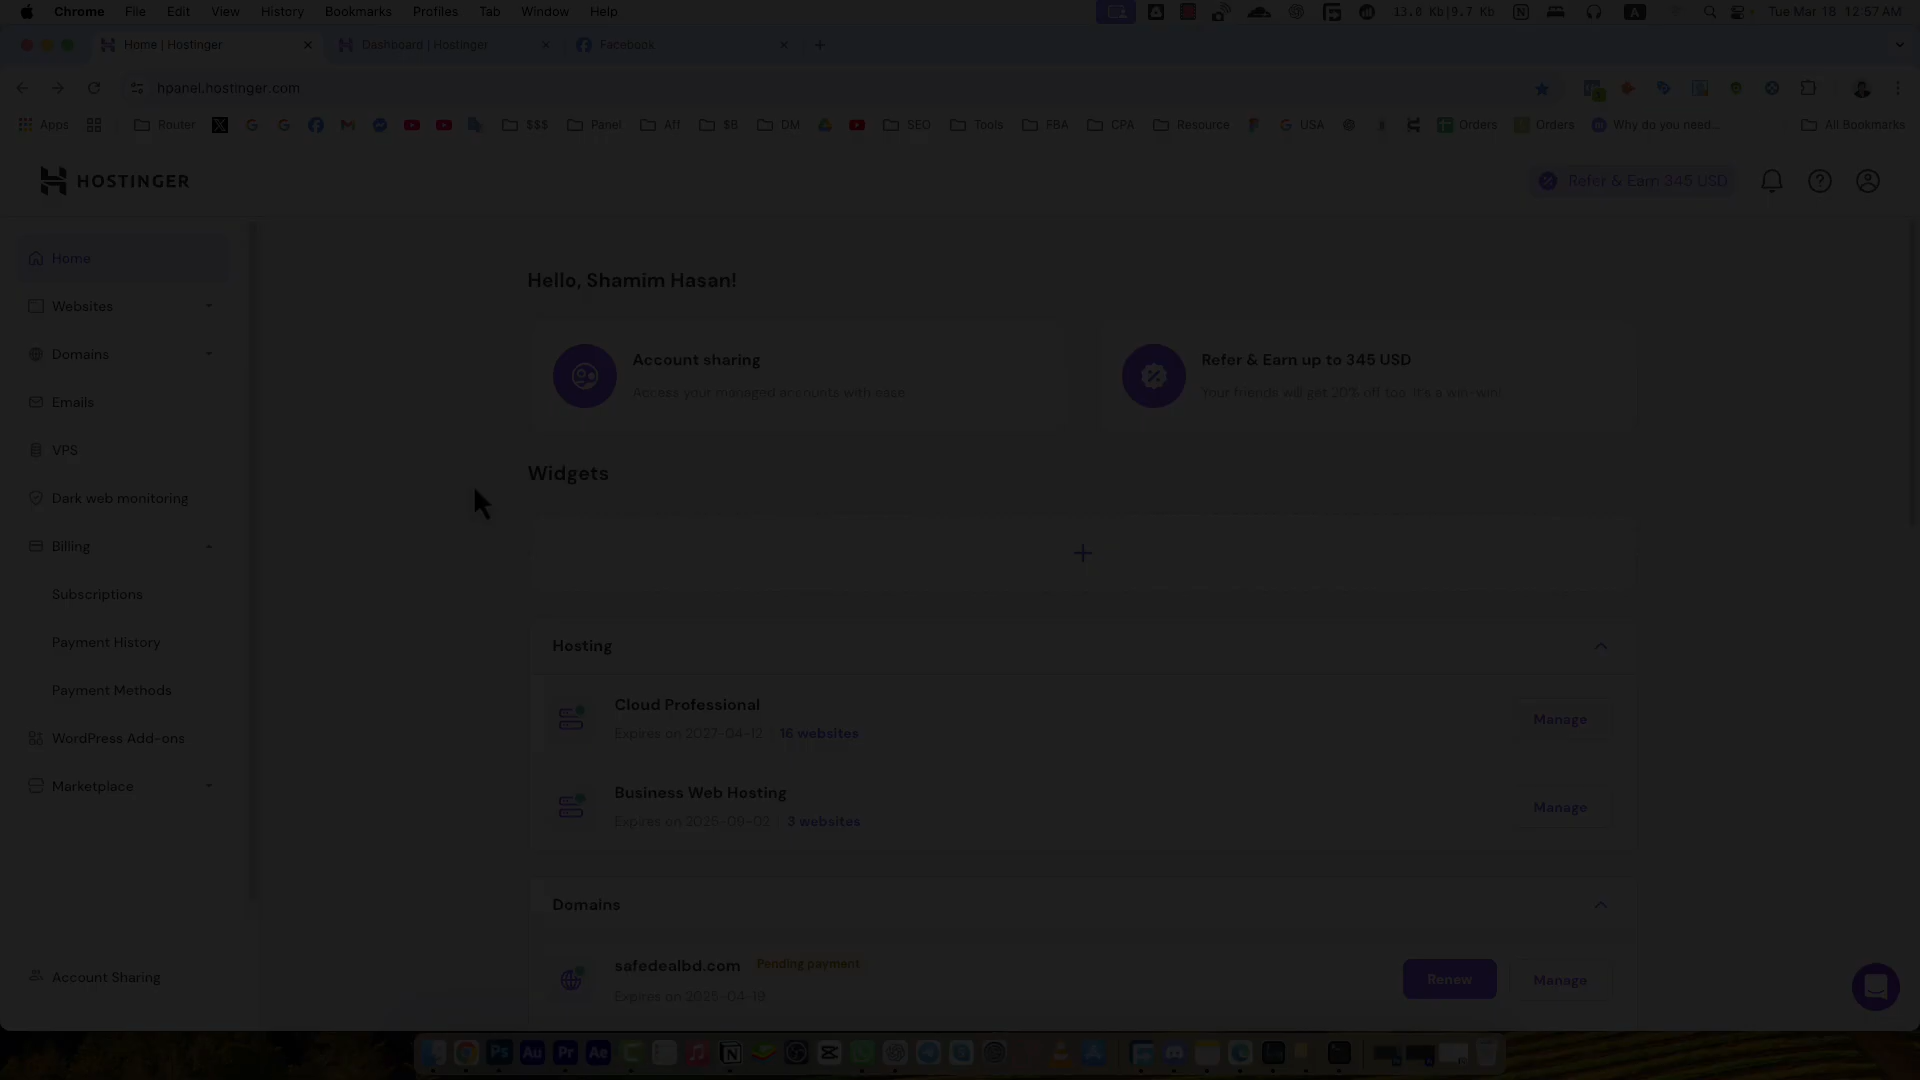 Chrome File Edit View History Bookmarks Profiles Tab Window Help
13.0 Kb|9.7 Kb
Tue Mar 18 12:57 AM
Home | Hostinger
Dashboard | Hostinger
Facebook
hpanel.hostinger.com
Apps
Router
$$$
Panel
Aff
$B
DM
SEO
Tools
FBA
CPA
Resource
USA
Orders
Orders
Why do you need...
All Bookmarks
HOSTINGER
Refer & Earn 345 USD
Home
Websites
Domains
Emails
VPS
Dark web monitoring
Billing
Subscriptions
Payment History
Payment Methods
WordPress Add-ons
Marketplace
Account Sharing
Hello, Shamim Hasan!
Account sharing
Access your managed accounts with ease.
Refer & Earn up to 345 USD
Your friends will get 20% off too. It's a win-win!
Widgets
Hosting
Cloud Professional
Expires on 2027-04-12
16 websites
Manage
Business Web Hosting
Expires on 2025-09-02
3 websites
Manage
Domains
safedealbd.com
Pending payment
Expires on 2025-04-19
Renew
Manage